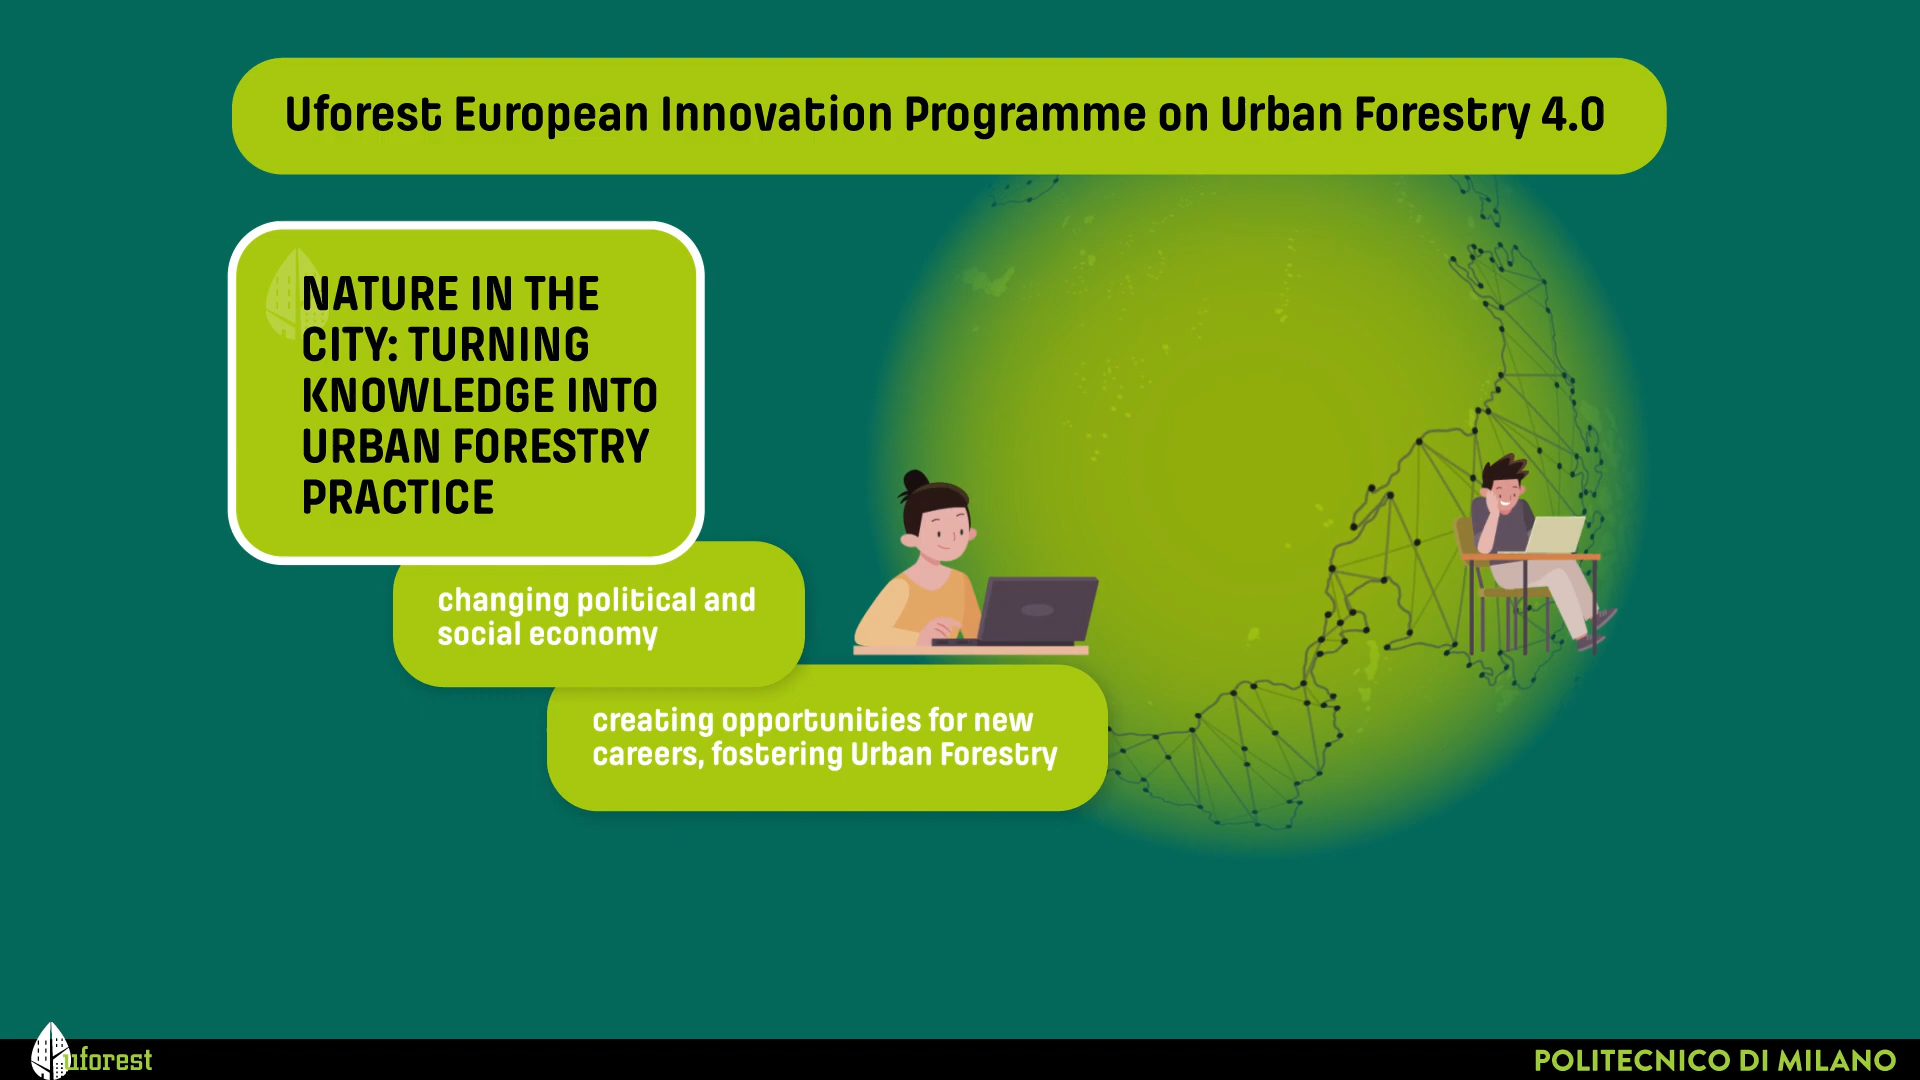 Uforest European Innovation Programme on Urban Forestry 4.0
NATURE IN THE
CITY: TURNING
KNOWLEDGE INTO
URBAN FORESTRY
PRACTICE
changing political and
social economy
creating opportunities for new
careers, fostering Urban Forestry
uforest
POLITECNICO DI MILANO